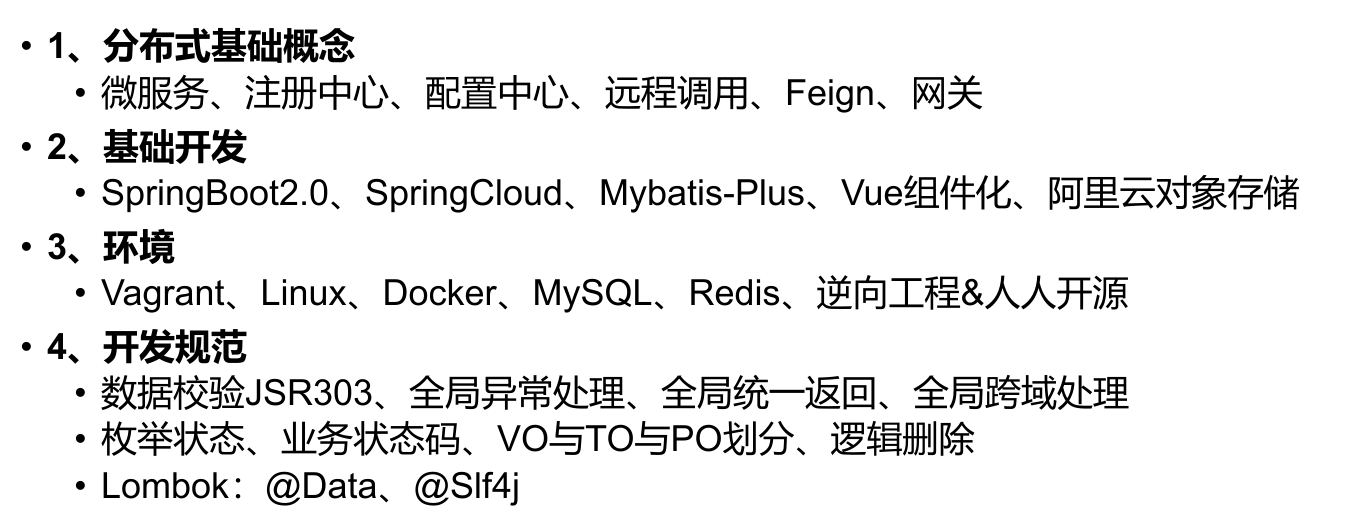 • 1、分布式基础概念
• 微服务、注册中心、配置中心、远程调用、Feign、网关
• 2、基础开发
• SpringBoot2.0、SpringCloud、Mybatis-Plus、Vue组件化、阿里云对象存储
• 3、环境
• Vagrant、Linux、Docker、MySQL、Redis、逆向工程&人人开源
• 4、开发规范
• 数据校验JSR303、全局异常处理、全局统一返回、全局跨域处理
• 枚举状态、业务状态码、VO与TO与PO划分、逻辑删除
• Lombok：@Data、@Slf4j